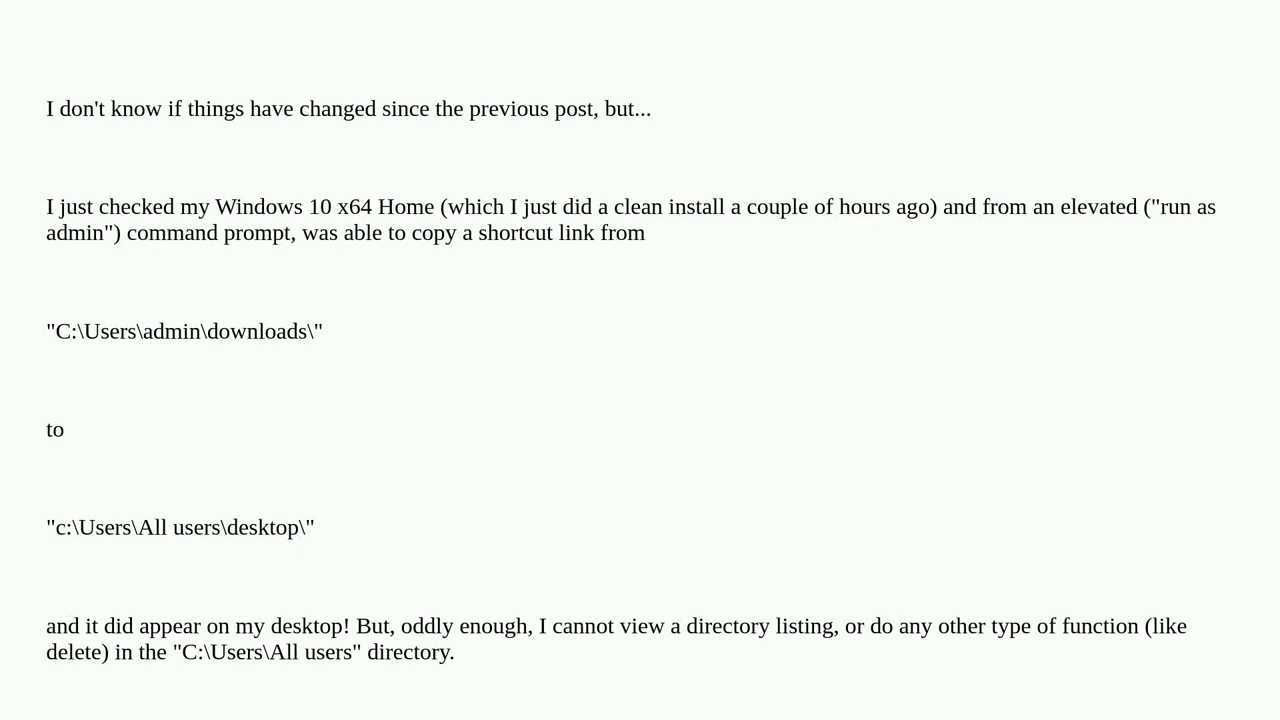 I don't know if things have changed since the previous post, but...
I just checked my Windows 10 x64 Home (which I just did a clean install a couple of hours ago) and from an elevated ("run as
admin") command prompt, was able to copy a shortcut link from
"C:\Users\admin\downloads\"
to
"c:\Users\All users\desktop\"
and it did appear on my desktop! But, oddly enough, I cannot view a directory listing, or do any other type of function (like
delete) in the "C:\Users\All users" directory.